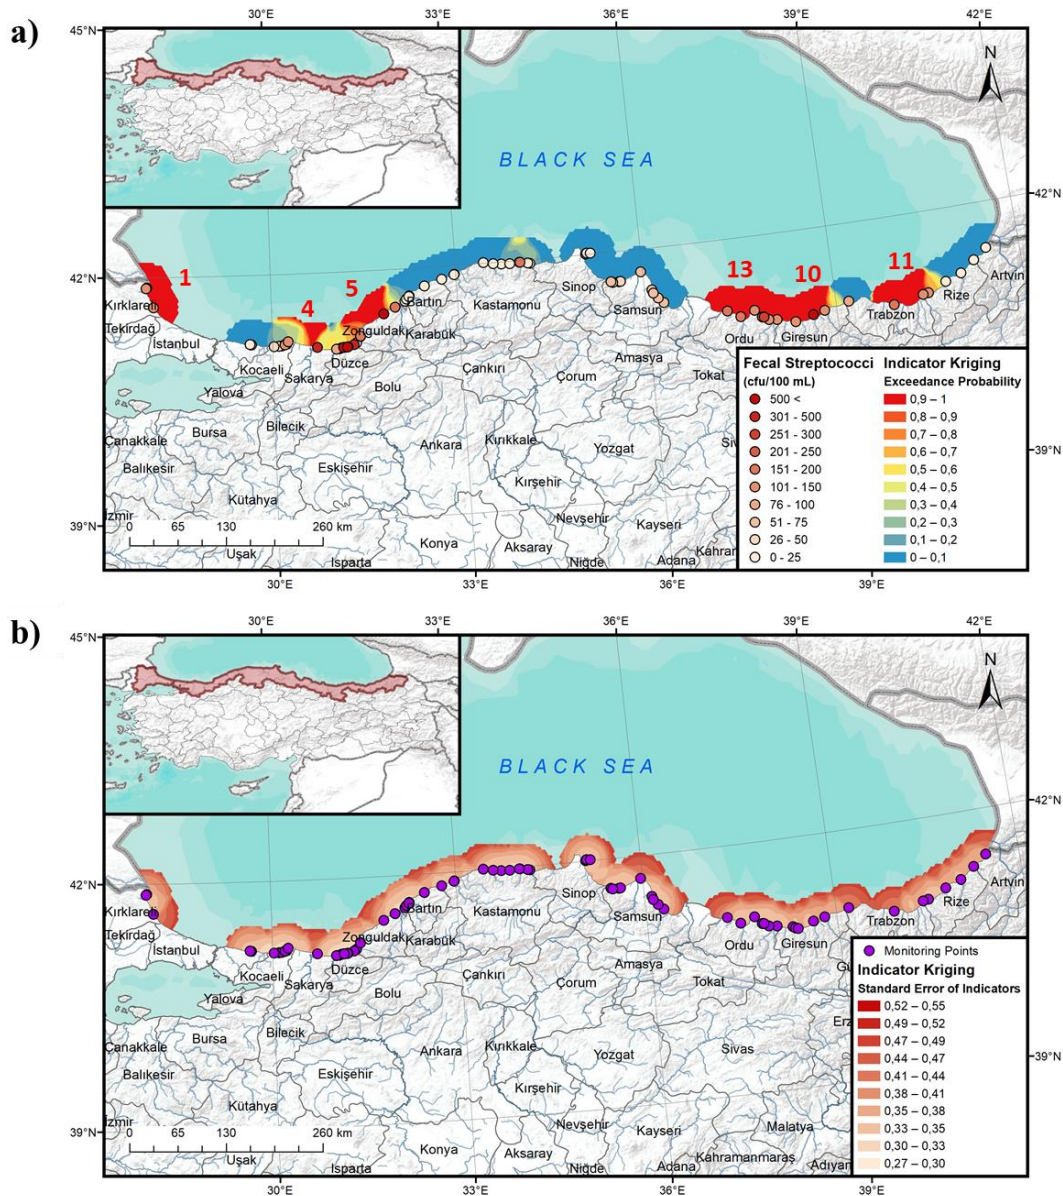 a)
30°E 33°E 36°E 39°E 42°E
45°N
N
BLACK SEA
42°N
42°N
1
13
10
11
5
4
Kırklareli
Tekirdağ
İstanbul
Kocaeli
Sakarya
Düzce
Zonguldak
Bartın
Karabük
Kastamonu
Sinop
Samsun
Ordu
Giresun
Trabzon
Rize
Artvin
Yalova
Bolu
Çankırı
Çorum
Amasya
Tokat
Bursa
Bilecik
Çanakkale
Balıkesir
Eskişehir
Ankara
Kırıkkale
Yozgat
Kütahya
Kırşehir
39°N
39°N
İzmir
Nevşehir
Kayseri
Uşak
Konya
Aksaray
Isparta
Niğde
Adana
0 65 130 260 km
Fecal Streptococci
(cfu/100 mL)
500 <
301 - 500
251 - 300
201 - 250
151 - 200
101 - 150
76 - 100
51 - 75
26 - 50
0 - 25
Indicator Kriging
Exceedance Probability
0,9 – 1
0,8 – 0,9
0,7 – 0,8
0,6 – 0,7
0,5 – 0,6
0,4 – 0,5
0,3 – 0,4
0,2 – 0,3
0,1 – 0,2
0 – 0,1
30°E 33°E 36°E 39°E
b)
30°E 33°E 36°E 39°E 42°E
45°N
N
BLACK SEA
42°N
42°N
Kırklareli
Tekirdağ
İstanbul
Kocaeli
Sakarya
Düzce
Zonguldak
Bartın
Karabük
Kastamonu
Sinop
Samsun
Ordu
Giresun
Trabzon
Rize
Artvin
Yalova
Bolu
Çankırı
Çorum
Amasya
Tokat
Bursa
Bilecik
Çanakkale
Balıkesir
Eskişehir
Ankara
Kırıkkale
Yozgat
Sivas
Kütahya
Kırşehir
39°N
39°N
İzmir
Nevşehir
Kayseri
Malatya
Uşak
Konya
Aksaray
Kahramanmaraş
Isparta
Niğde
Adana
0 65 130 260 km
Monitoring Points
Indicator Kriging
Standard Error of Indicators
0,52 – 0,55
0,49 – 0,52
0,47 – 0,49
0,44 – 0,47
0,41 – 0,44
0,38 – 0,41
0,35 – 0,38
0,33 – 0,35
0,30 – 0,33
0,27 – 0,30
30°E 33°E 36°E 39°E